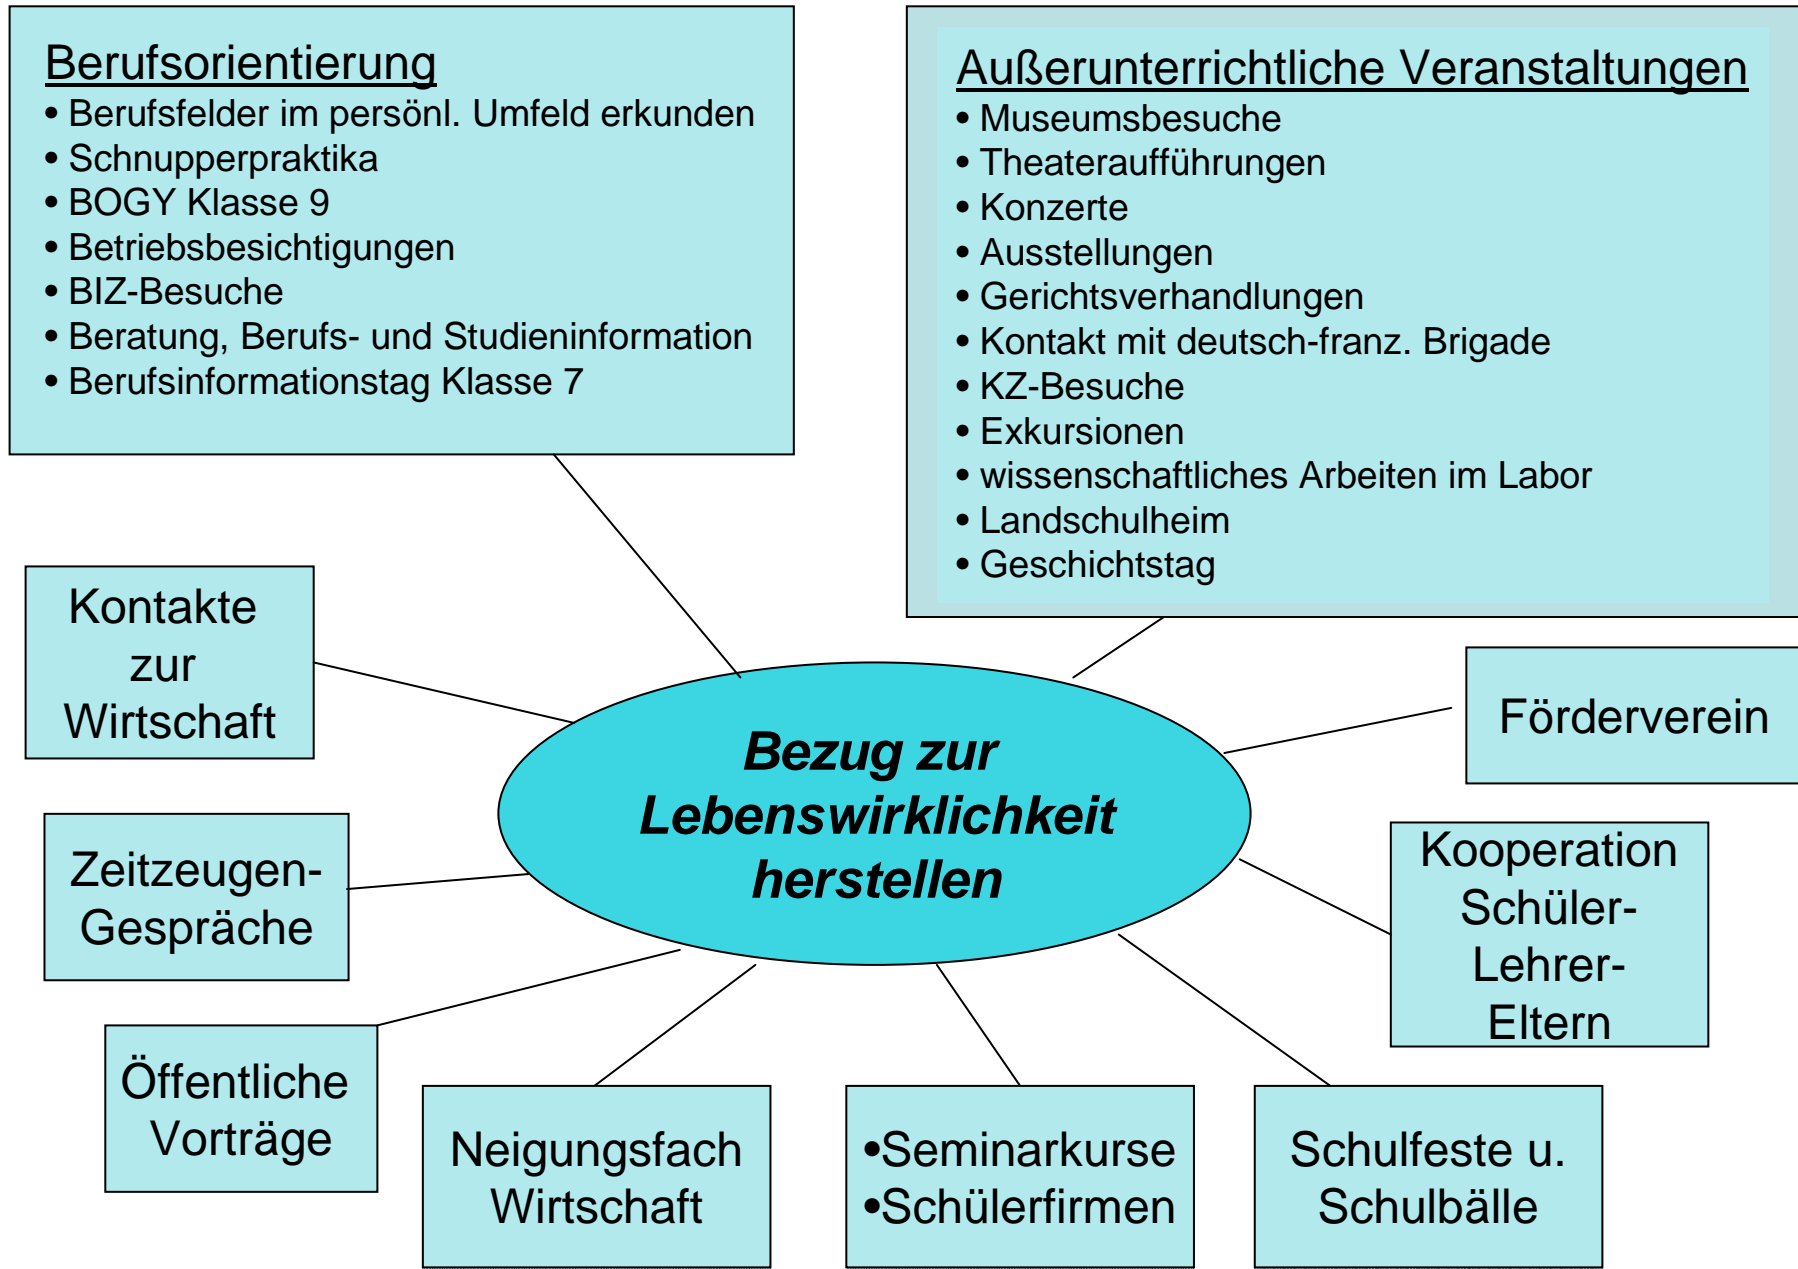 Berufsorientierung
• Berufsfelder im persönl. Umfeld erkunden
• Schnupperpraktika
• BOGY Klasse 9
• Betriebsbesichtigungen
• BIZ-Besuche
• Beratung, Berufs- und Studieninformation
• Berufsinformationstag Klasse 7
Außerunterrichtliche Veranstaltungen
• Museumsbesuche
• Theateraufführungen
• Konzerte
• Ausstellungen
• Gerichtsverhandlungen
• Kontakt mit deutsch-franz. Brigade
• KZ-Besuche
• Exkursionen
• wissenschaftliches Arbeiten im Labor
• Landschulheim
• Geschichtstag
Kontakte
zur
Wirtschaft
Bezug zur
Lebenswirklichkeit
herstellen
Förderverein
Zeitzeugen-
Gespräche
Kooperation
Schüler-
Lehrer-
Eltern
Öffentliche
Vorträge
Neigungsfach
Wirtschaft
•Seminarkurse
•Schülerfirmen
Schulfeste u.
Schulbälle